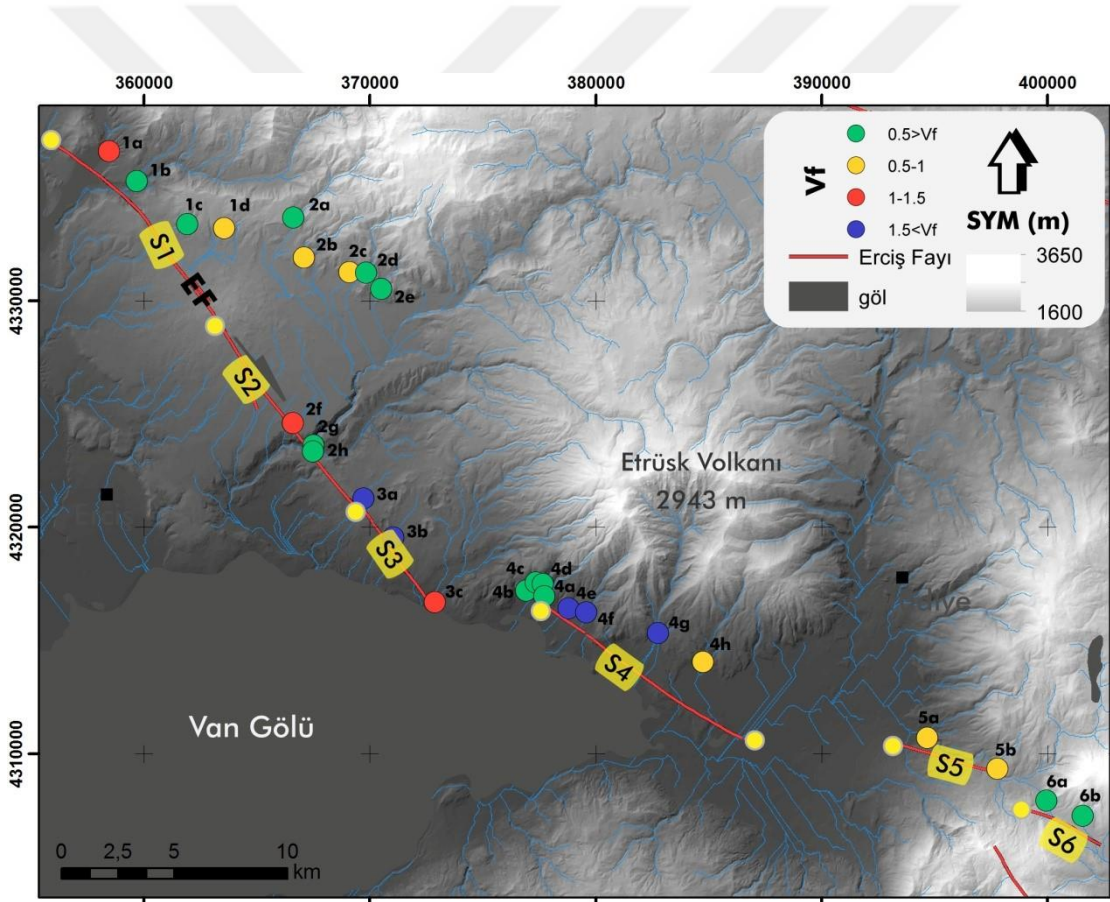 360000
370000
380000
390000
400000
4330000
4320000
4310000
Vf
0.5>Vf
0.5-1
1-1.5
1.5<Vf
Erciş Fayı
göl
SYM (m)
3650
1600
1a
1b
1c
1d
2a
2b
2c
2d
2e
S1
EF
S2
2f
2g
2h
3a
3b
S3
3c
Etrüsk Volkanı
2943 m
4c
4d
4b
4a
4e
4f
4g
4h
S4
Van Gölü
5a
5b
S5
6a
6b
S6
0
2,5
5
10
km